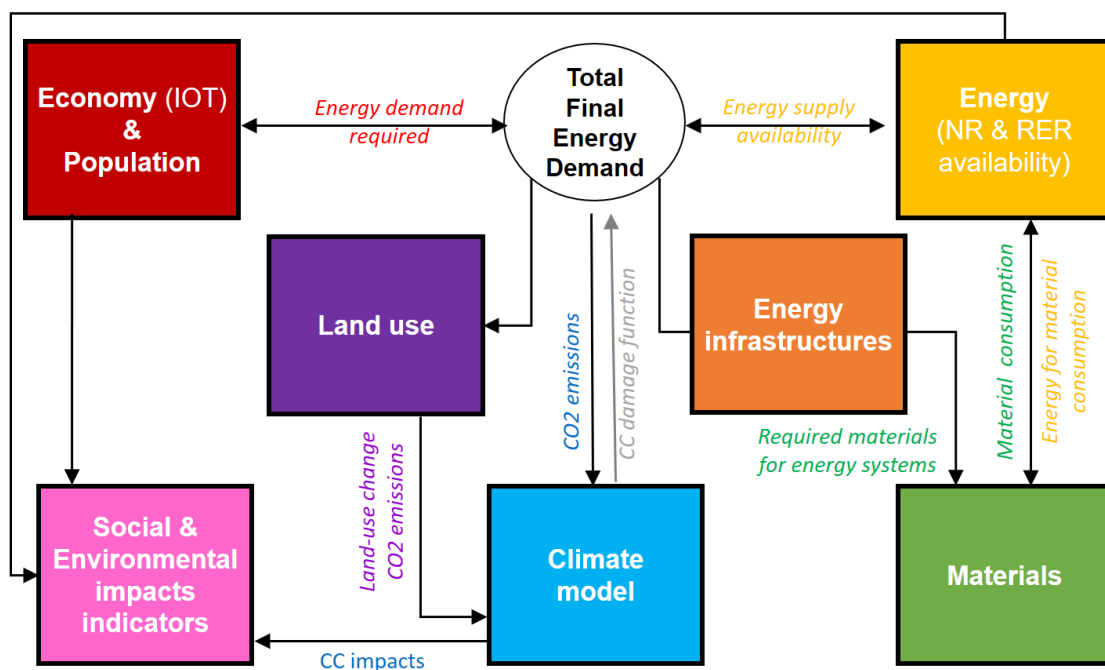 Economy (IOT)
&
Population
Energy demand
required
Total
Final
Energy
Demand
Energy supply
availability
Energy
(NR & RER
availability)
Land use
CO2 emissions
CC damage function
Energy
infrastructures
Material consumption
Energy for material
consumption
Required materials
for energy systems
Land-use change
CO2 emissions
Social &
Environmental
impacts
indicators
CC impacts
Climate
model
Materials